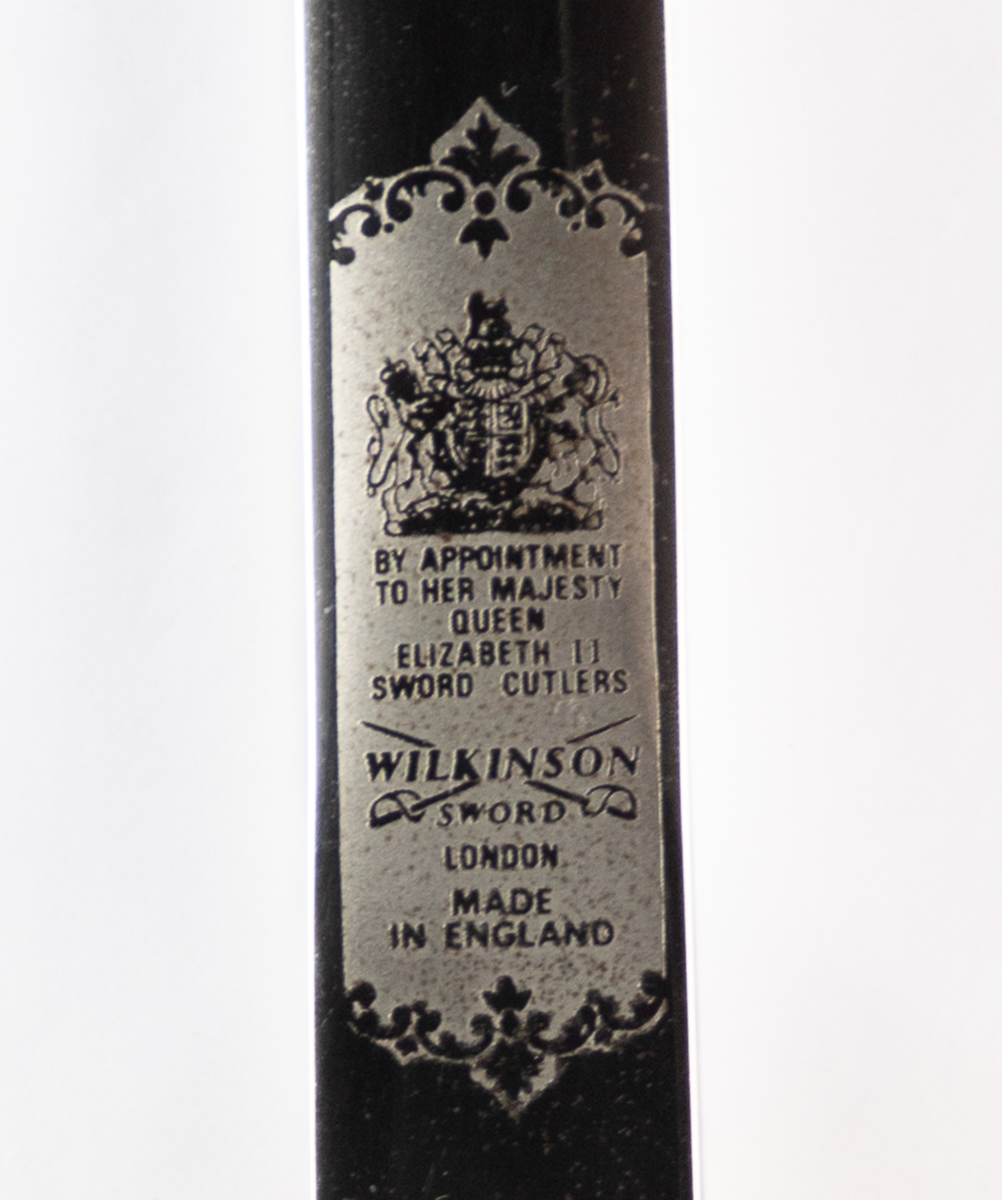 BY APPOINTMENT
TO HER MAJESTY
QUEEN
ELIZABETH II
SWORD CUTLERS
WILKINSON
SWORD
LONDON
MADE
IN ENGLAND